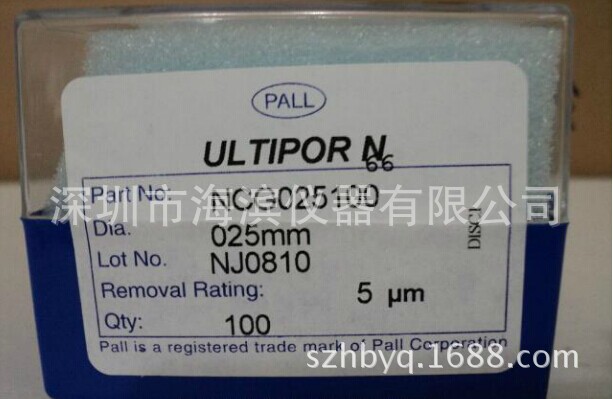 PALL
ULTIPOR N66
Part No: NCG025100
深圳市海滨仪器有限公司
Dia. 025mm
Lot No. NJ0810
DISC1
Removal Rating: 5 μm
Qty: 100
Pall is a registered trade mark of Pall Corporation
szhbyq.1688.com